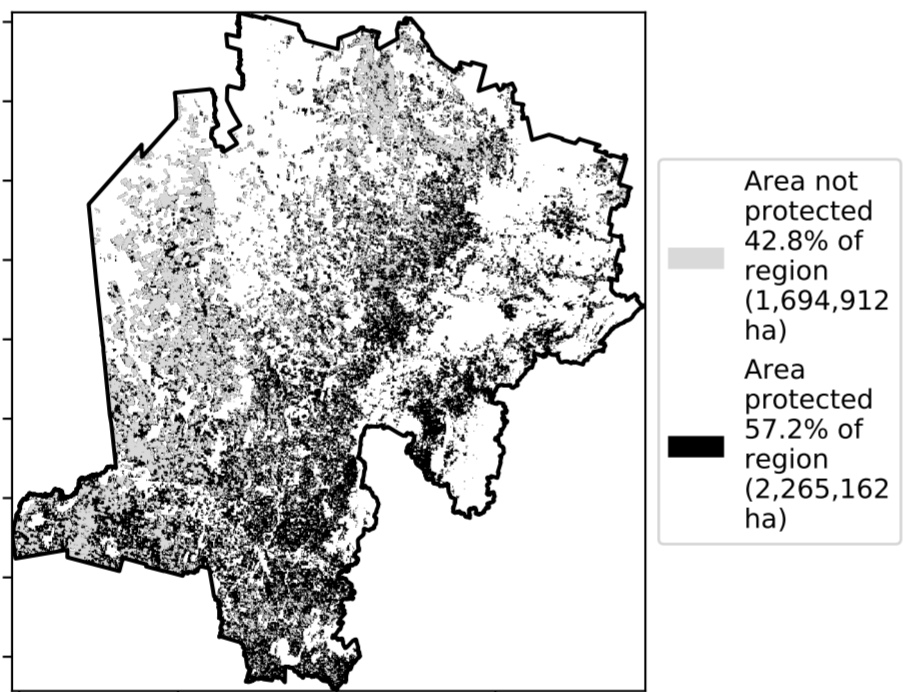 Area not
protected
42.8% of
region
(1,694,912
ha)
Area
protected
57.2% of
region
(2,265,162
ha)